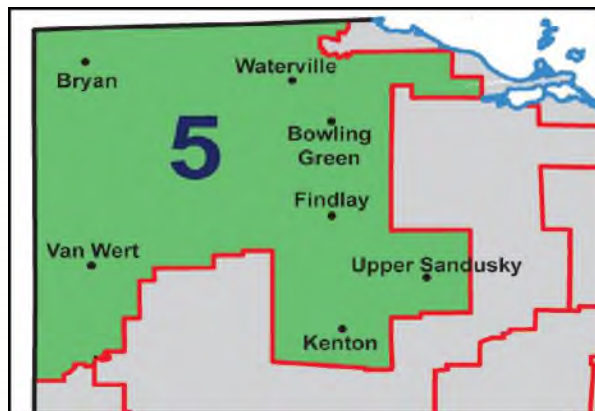 Waterville
Bryan
5
Bowling
Green
Findlay
Van Wert
Upper Sandusky
Kenton